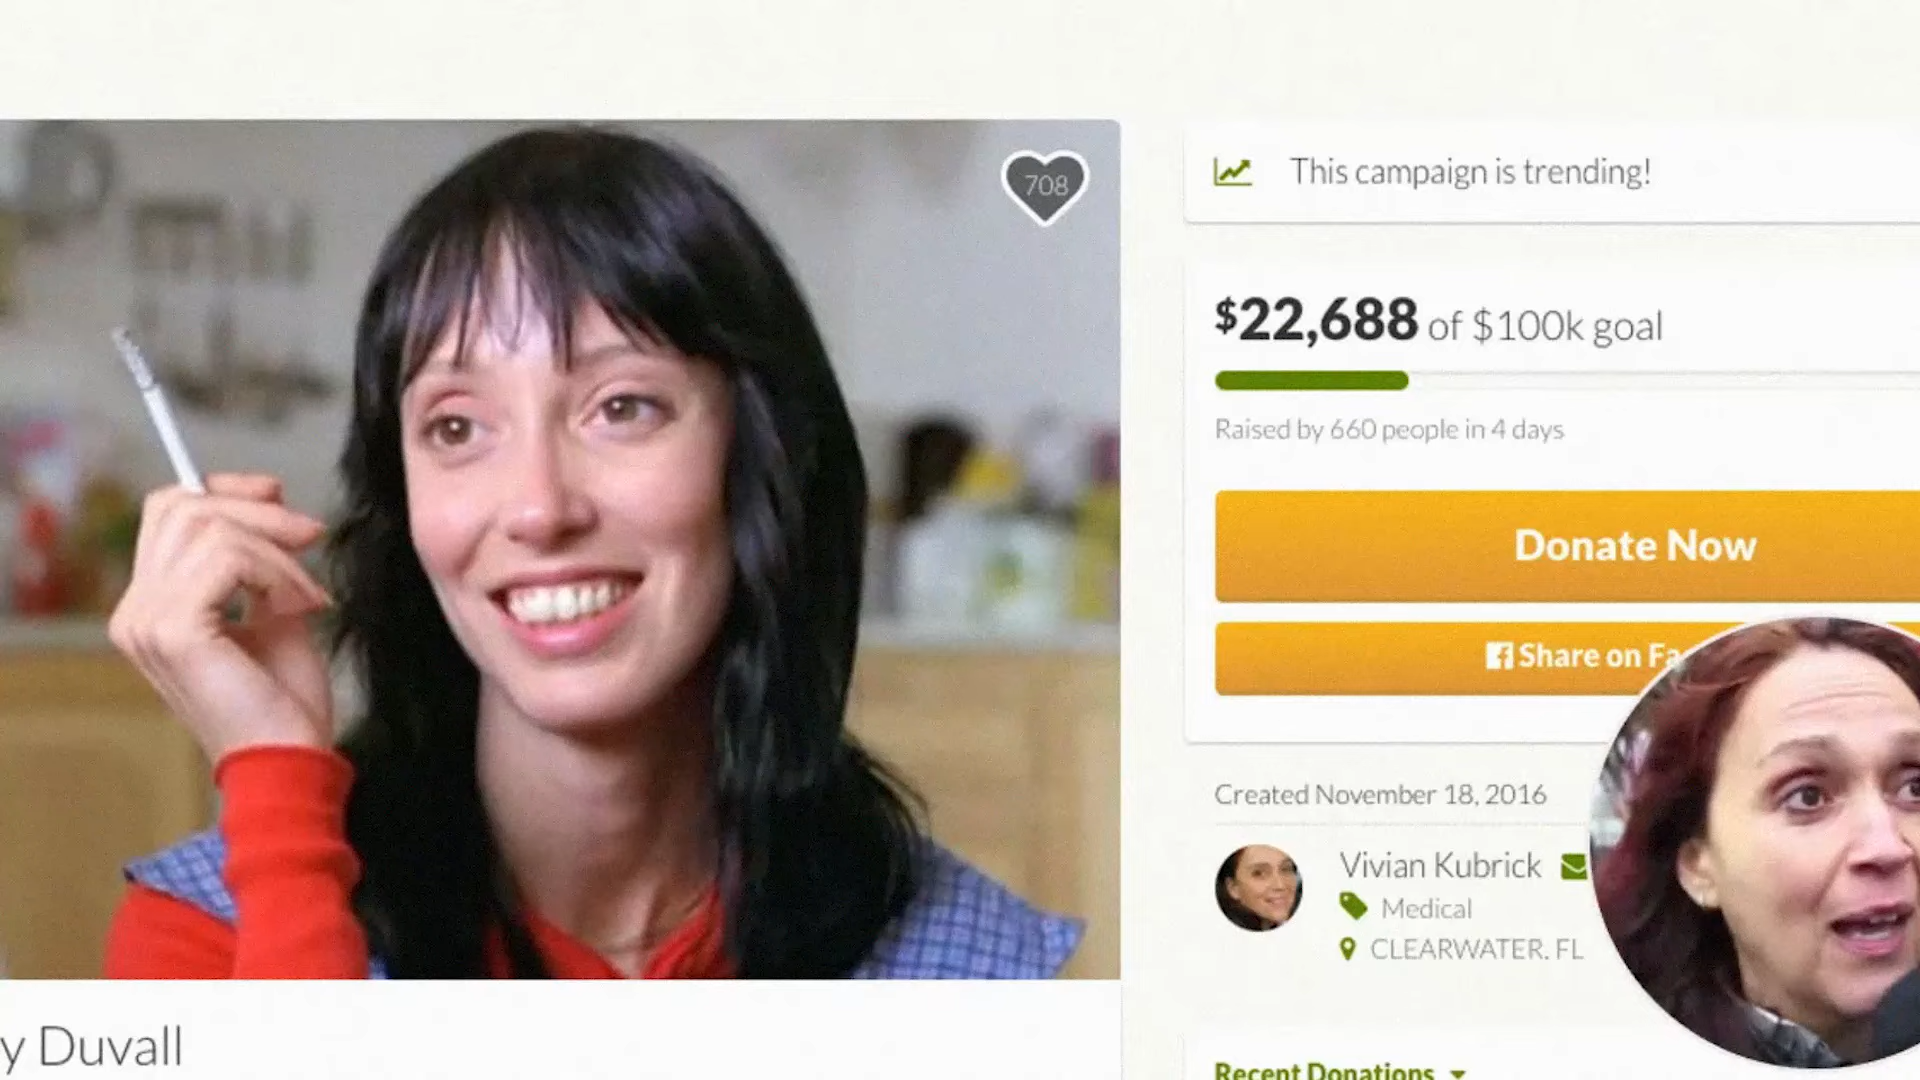 708
This campaign is trending!
$22,688 of $100k goal
Raised by 660 people in 4 days
Donate Now
Share on Fa
Created November 18, 2016
Vivian Kubrick
Medical
CLEARWATER, FL
y Duvall
Recent Donations